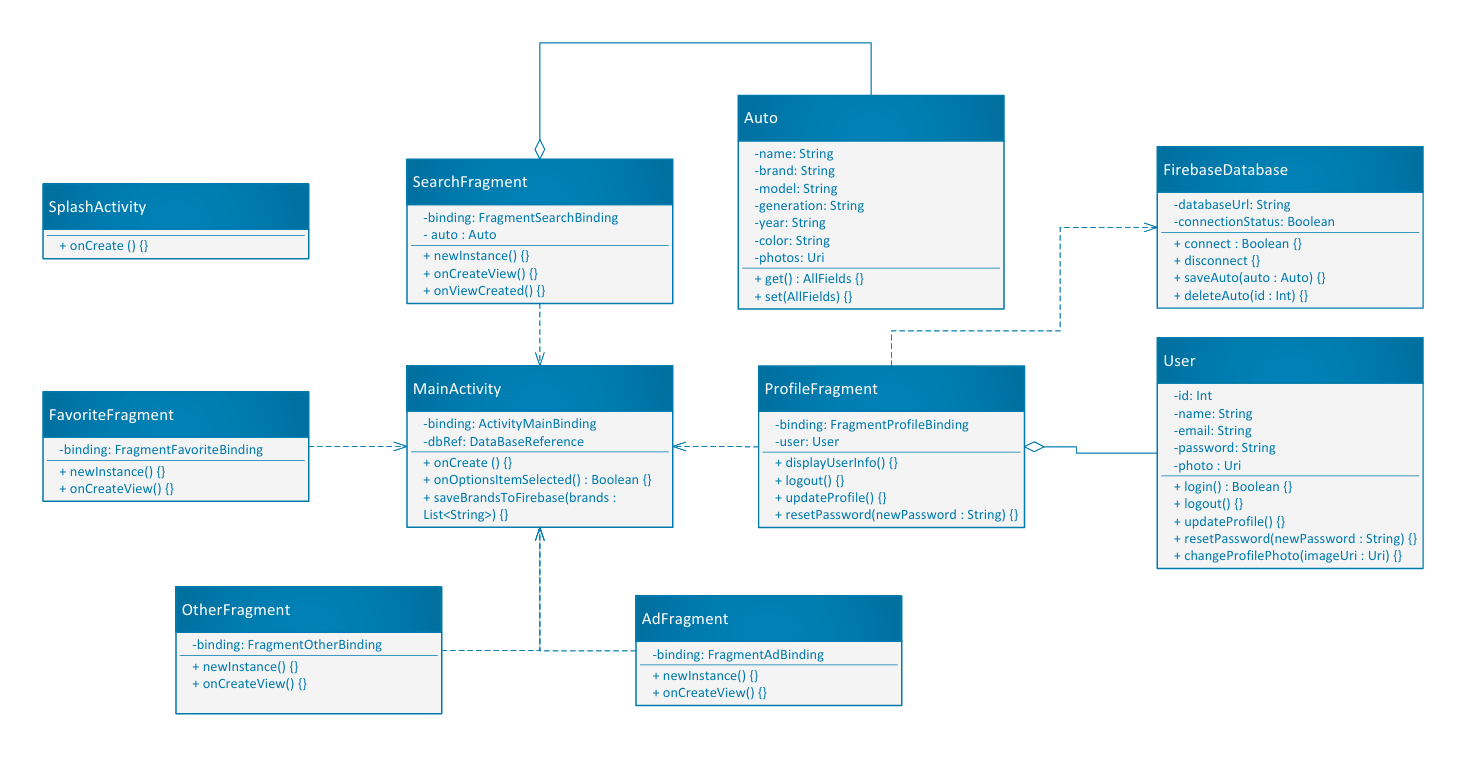 Auto
-name: String
-brand: String
-model: String
-generation: String
-year: String
-color: String
-photos: Uri
+ get() : AllFields {}
+ set(AllFields) {}
FirebaseDatabase
-databaseUrl: String
-connectionStatus: Boolean
+ connect : Boolean {}
+ disconnect {}
+ saveAuto(auto : Auto) {}
+ deleteAuto(id : Int) {}
SearchFragment
-binding: FragmentSearchBinding
- auto : Auto
+ newInstance() {}
+ onCreateView() {}
+ onViewCreated() {}
SplashActivity
+ onCreate () {}
User
-id: Int
-name: String
-email: String
-password: String
-photo : Uri
+ login() : Boolean {}
+ logout() {}
+ updateProfile() {}
+ resetPassword(newPassword : String) {}
+ changeProfilePhoto(imageUri : Uri) {}
MainActivity
-binding: ActivityMainBinding
-dbRef: DataBaseReference
+ onCreate () {}
+ onOptionsItemSelected() : Boolean {}
+ saveBrandsToFirebase(brands :
List<String>) {}
ProfileFragment
-binding: FragmentProfileBinding
-user: User
+ displayUserInfo() {}
+ logout() {}
+ updateProfile() {}
+ resetPassword(newPassword : String) {}
FavoriteFragment
-binding: FragmentFavoriteBinding
+ newInstance() {}
+ onCreateView() {}
OtherFragment
-binding: FragmentOtherBinding
+ newInstance() {}
+ onCreateView() {}
AdFragment
-binding: FragmentAdBinding
+ newInstance() {}
+ onCreateView() {}